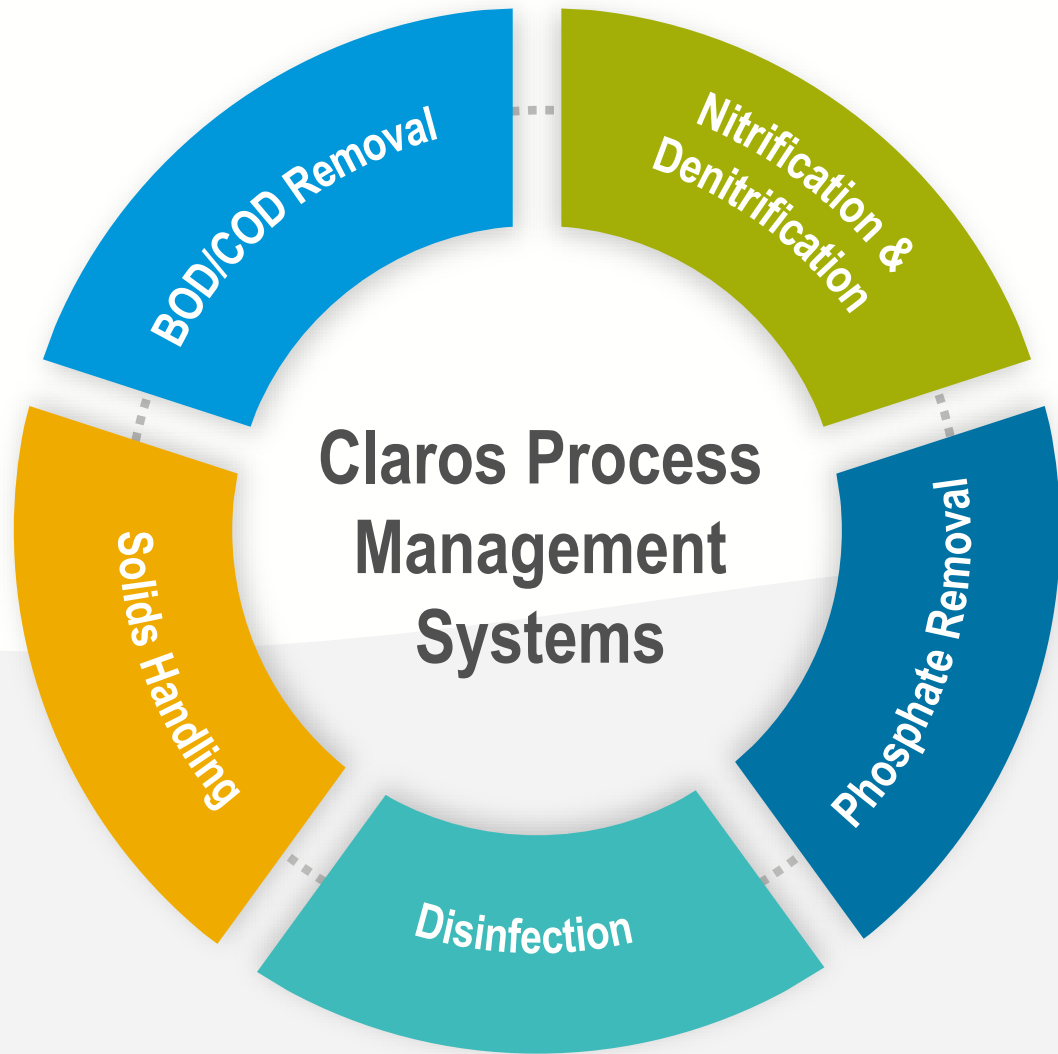 BOD/COD Removal
Nitrification &
Denitrification
Claros Process
Management
Systems
Solids Handling
Phosphate Removal
Disinfection